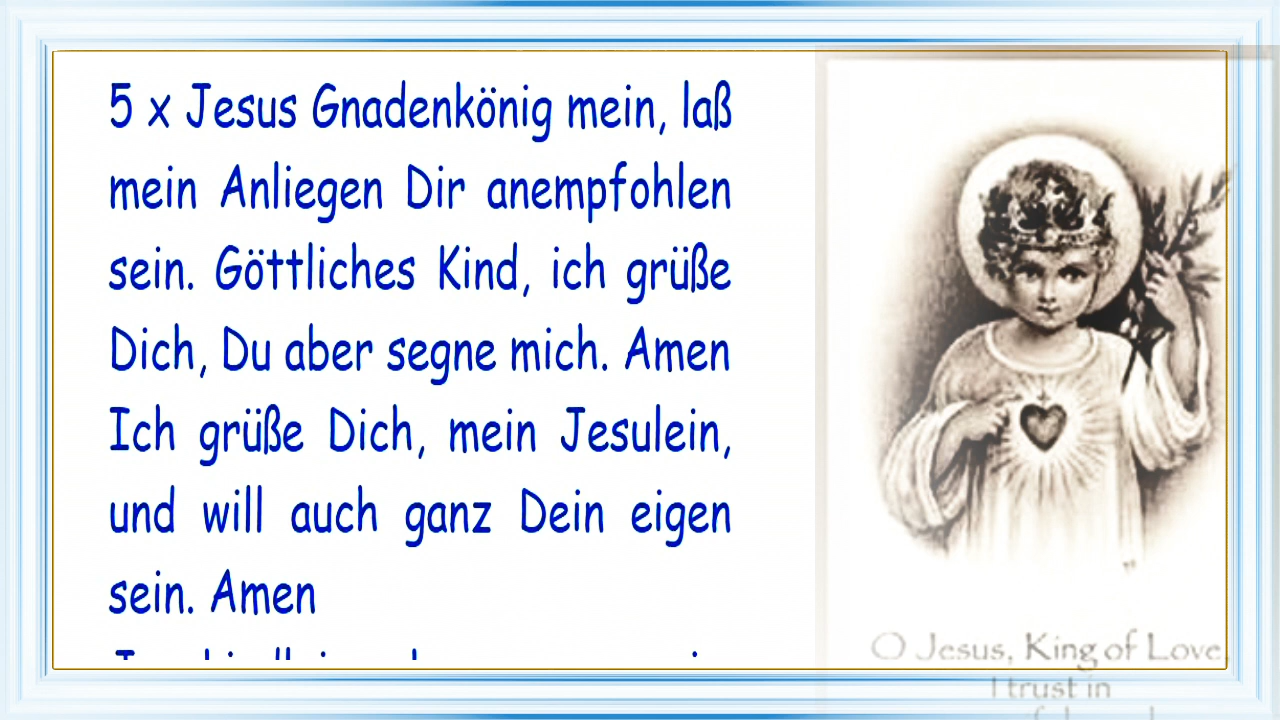 5 x Jesus Gnadenkönig mein, laß
mein Anliegen Dir anempfohlen
sein. Göttliches Kind, ich grüße
Dich, Du aber segne mich. Amen
Ich grüße Dich, mein Jesulein,
und will auch ganz Dein eigen
sein. Amen
O Jesus, King of Love,
I trust in